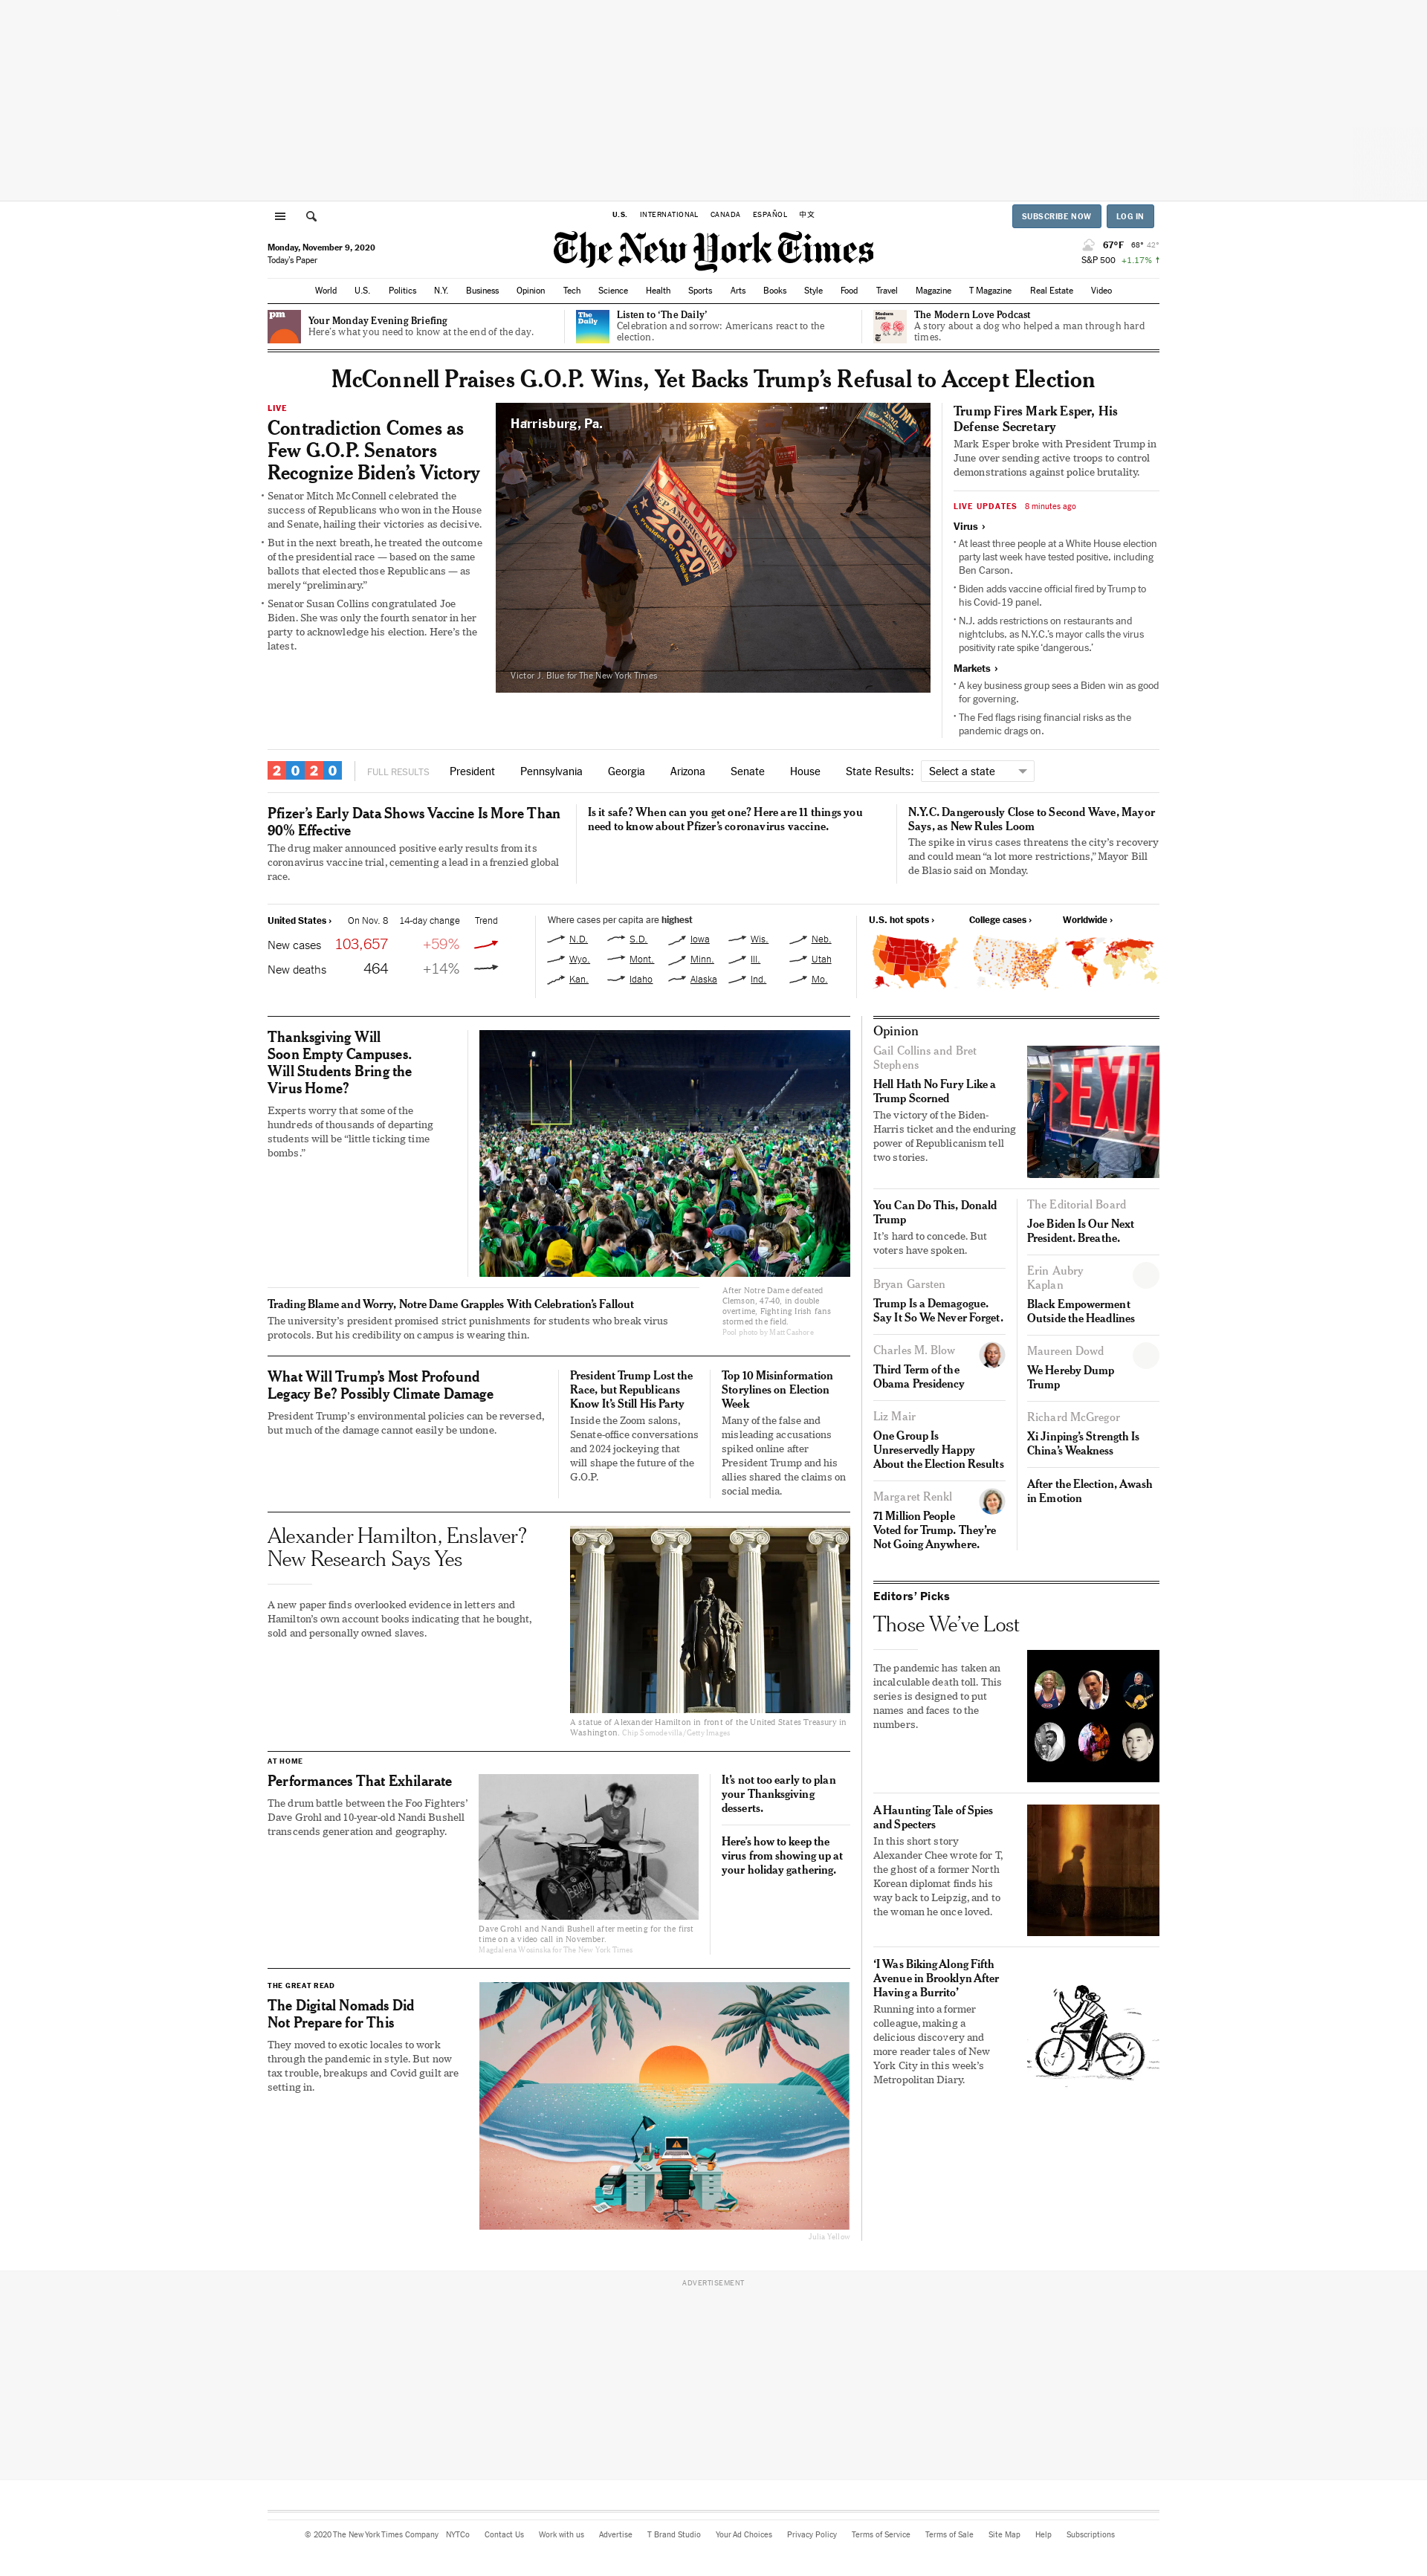 U.S. INTERNATIONAL CANADA ESPAÑOL 中文
SUBSCRIBE NOW LOG IN
Monday, November 9, 2020
Today's Paper
The New York Times
67°F 68° 42°
S&P 500 +1.17% ↑
World U.S. Politics N.Y. Business Opinion Tech Science Health Sports Arts Books Style Food Travel Magazine T Magazine Real Estate Video
pm
Your Monday Evening Briefing
Here's what you need to know at the end of the day.
The
Daily
Listen to ‘The Daily’
Celebration and sorrow: Americans react to the
election.
Modern
Love
The Modern Love Podcast
A story about a dog who helped a man through hard
times.
McConnell Praises G.O.P. Wins, Yet Backs Trump’s Refusal to Accept Election
LIVE
Contradiction Comes as
Few G.O.P. Senators
Recognize Biden’s Victory
• Senator Mitch McConnell celebrated the
success of Republicans who won in the House
and Senate, hailing their victories as decisive.
• But in the next breath, he treated the outcome
of the presidential race — based on the same
ballots that elected those Republicans — as
merely “preliminary.”
• Senator Susan Collins congratulated Joe
Biden. She was only the fourth senator in her
party to acknowledge his election. Here’s the
latest.
Harrisburg, Pa.
TRUMP
TRUMP
TRUMP
KEEP AMERICA GREAT!
2020
For President Of The United States
Victor J. Blue for The New York Times
Trump Fires Mark Esper, His
Defense Secretary
Mark Esper broke with President Trump in
June over sending active troops to control
demonstrations against police brutality.
LIVE UPDATES 8 minutes ago
Virus ›
• At least three people at a White House election
party last week have tested positive, including
Ben Carson.
• Biden adds vaccine official fired by Trump to
his Covid-19 panel.
• N.J. adds restrictions on restaurants and
nightclubs, as N.Y.C.’s mayor calls the virus
positivity rate spike ‘dangerous.’
Markets ›
• A key business group sees a Biden win as good
for governing.
• The Fed flags rising financial risks as the
pandemic drags on.
2020 FULL RESULTS President Pennsylvania Georgia Arizona Senate House State Results: Select a state
Pfizer’s Early Data Shows Vaccine Is More Than
90% Effective
The drug maker announced positive early results from its
coronavirus vaccine trial, cementing a lead in a frenzied global
race.
Is it safe? When can you get one? Here are 11 things you
need to know about Pfizer’s coronavirus vaccine.
N.Y.C. Dangerously Close to Second Wave, Mayor
Says, as New Rules Loom
The spike in virus cases threatens the city’s recovery
and could mean “a lot more restrictions,” Mayor Bill
de Blasio said on Monday.
United States › On Nov. 8 14-day change Trend
New cases 103,657 +59%
New deaths 464 +14%
Where cases per capita are highest
N.D. S.D. Iowa Wis. Neb.
Wyo. Mont. Minn. Ill. Utah
Kan. Idaho Alaska Ind. Mo.
U.S. hot spots › College cases › Worldwide ›
Thanksgiving Will
Soon Empty Campuses.
Will Students Bring the
Virus Home?
Experts worry that some of the
hundreds of thousands of departing
students will be “little ticking time
bombs.”
Trading Blame and Worry, Notre Dame Grapples With Celebration’s Fallout
The university’s president promised strict punishments for students who break virus
protocols. But his credibility on campus is wearing thin.
After Notre Dame defeated
Clemson, 47-40, in double
overtime, Fighting Irish fans
stormed the field.
Pool photo by Matt Cashore
What Will Trump’s Most Profound
Legacy Be? Possibly Climate Damage
President Trump’s environmental policies can be reversed,
but much of the damage cannot easily be undone.
President Trump Lost the
Race, but Republicans
Know It’s Still His Party
Inside the Zoom salons,
Senate-office conversations
and 2024 jockeying that
will shape the future of the
G.O.P.
Top 10 Misinformation
Storylines on Election
Week
Many of the false and
misleading accusations
spiked online after
President Trump and his
allies shared the claims on
social media.
Alexander Hamilton, Enslaver?
New Research Says Yes
A new paper finds overlooked evidence in letters and
Hamilton’s own account books indicating that he bought,
sold and personally owned slaves.
A statue of Alexander Hamilton in front of the United States Treasury in
Washington. Chip Somodevilla/Getty Images
AT HOME
Performances That Exhilarate
The drum battle between the Foo Fighters’
Dave Grohl and 10-year-old Nandi Bushell
transcends generation and geography.
Dave Grohl and Nandi Bushell after meeting for the first
time on a video call in November.
Magdalena Wosinska for The New York Times
It’s not too early to plan
your Thanksgiving
desserts.
Here’s how to keep the
virus from showing up at
your holiday gathering.
THE GREAT READ
The Digital Nomads Did
Not Prepare for This
They moved to exotic locales to work
through the pandemic in style. But now
tax trouble, breakups and Covid guilt are
setting in.
Julia Yellow
Opinion
Gail Collins and Bret
Stephens
Hell Hath No Fury Like a
Trump Scorned
The victory of the Biden-
Harris ticket and the enduring
power of Republicanism tell
two stories.
EXIT
You Can Do This, Donald
Trump
It’s hard to concede. But
voters have spoken.
Bryan Garsten
Trump Is a Demagogue.
Say It So We Never Forget.
Charles M. Blow
Third Term of the
Obama Presidency
Liz Mair
One Group Is
Unreservedly Happy
About the Election Results
Margaret Renkl
71 Million People
Voted for Trump. They’re
Not Going Anywhere.
The Editorial Board
Joe Biden Is Our Next
President. Breathe.
Erin Aubry
Kaplan
Black Empowerment
Outside the Headlines
Maureen Dowd
We Hereby Dump
Trump
Richard McGregor
Xi Jinping’s Strength Is
China’s Weakness
After the Election, Awash
in Emotion
Editors’ Picks
Those We’ve Lost
The pandemic has taken an
incalculable death toll. This
series is designed to put
names and faces to the
numbers.
A Haunting Tale of Spies
and Specters
In this short story
Alexander Chee wrote for T,
the ghost of a former North
Korean diplomat finds his
way back to Leipzig, and to
the woman he once loved.
‘I Was Biking Along Fifth
Avenue in Brooklyn After
Having a Burrito’
Running into a former
colleague, making a
delicious discovery and
more reader tales of New
York City in this week’s
Metropolitan Diary.
ADVERTISEMENT
© 2020 The New York Times Company NYTCo Contact Us Work with us Advertise T Brand Studio Your Ad Choices Privacy Policy Terms of Service Terms of Sale Site Map Help Subscriptions